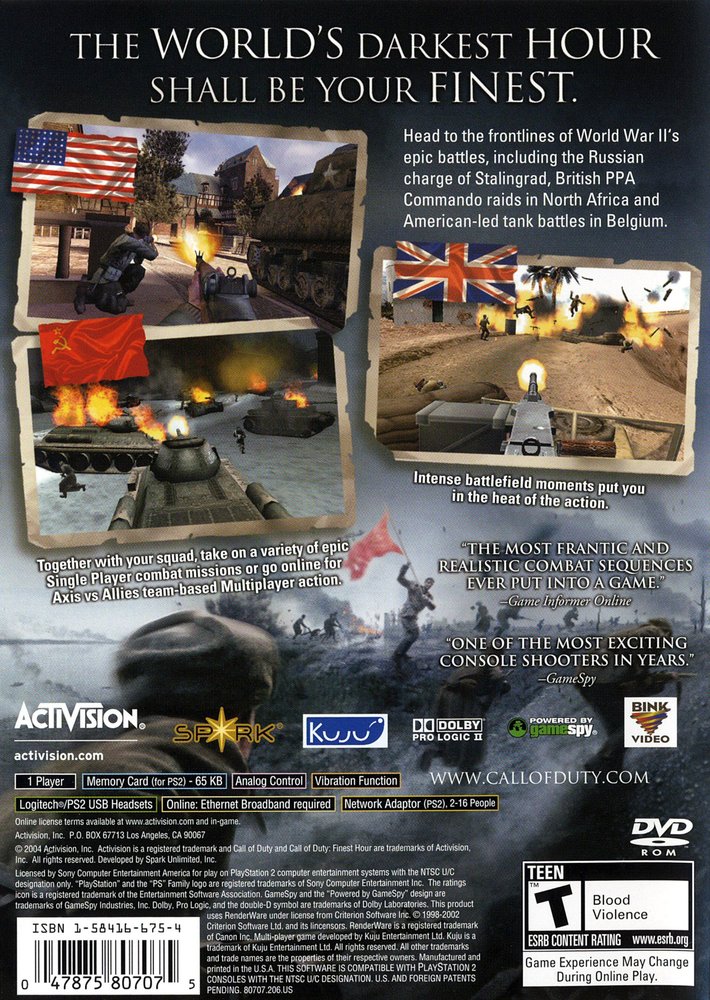 THE WORLD'S DARKEST HOUR
SHALL BE YOUR FINEST.
Head to the frontlines of World War II's
epic battles, including the Russian
charge of Stalingrad, British PPA
Commando raids in North Africa and
American-led tank battles in Belgium.
Intense battlefield moments put you
in the heat of the action.
Together with your squad, take on a variety of epic
Single Player combat missions or go online for
Axis vs Allies team-based Multiplayer action.
"THE MOST FRANTIC AND
REALISTIC COMBAT SEQUENCES
EVER PUT INTO A GAME."
–Game Informer Online
"ONE OF THE MOST EXCITING
CONSOLE SHOOTERS IN YEARS."
–GameSpy
ACTIVISION®
activision.com
SPARK
KUJU
DOLBY
PRO LOGIC II
POWERED BY
gamespy
BINK
VIDEO
1 Player
Memory Card (for PS2) - 65 KB
Analog Control
Vibration Function
WWW.CALLOFDUTY.COM
Logitech®/PS2 USB Headsets
Online: Ethernet Broadband required
Network Adaptor (PS2). 2-16 People
Online license terms available at www.activision.com and in-game.
Activision, Inc. P.O. BOX 67713 Los Angeles, CA 90067
© 2004 Activision, Inc. Activision is a registered trademark and Call of Duty and Call of Duty: Finest Hour are trademarks of Activision,
Inc. All rights reserved. Developed by Spark Unlimited, Inc.
Licensed by Sony Computer Entertainment America for play on PlayStation 2 computer entertainment systems with the NTSC U/C
designation only. "PlayStation" and the "PS" Family logo are registered trademarks of Sony Computer Entertainment Inc. The ratings
icon is a registered trademark of the Entertainment Software Association. GameSpy and the "Powered by GameSpy" design are
trademarks of GameSpy Industries, Inc. Dolby, Pro Logic, and the double-D symbol are trademarks of Dolby Laboratories. This product
uses RenderWare under license from Criterion Software Inc. © 1998-2002
Criterion Software Ltd. and its lincensors. RenderWare is a registered trademark
of Canon Inc. Multi-player game developed by Kuju Entertainment Ltd. Kuju is a
trademark of Kuju Entertainment Ltd. All rights reserved. All other trademarks
and trade names are the properties of their respective owners. Manufactured and
printed in the U.S.A. THIS SOFTWARE IS COMPATIBLE WITH PLAYSTATION 2
CONSOLES WITH THE NTSC U/C DESIGNATION. U.S. AND FOREIGN PATENTS
PENDING. 80707.206.US
ISBN 1-58416-675-4
0 47875 80707 5
DVD
ROM
TEEN
T
TM
Blood
Violence
ESRB CONTENT RATING www.esrb.org
Game Experience May Change
During Online Play.